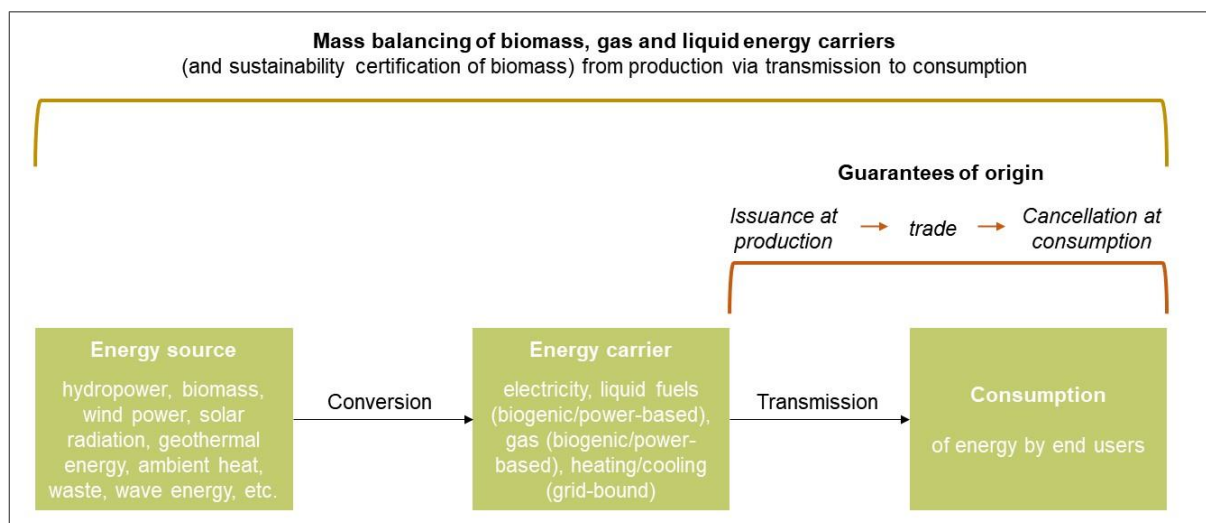 Mass balancing of biomass, gas and liquid energy carriers
(and sustainability certification of biomass) from production via transmission to consumption
Guarantees of origin
Issuance at
production
trade
Cancellation at
consumption
Energy source
hydropower, biomass,
wind power, solar
radiation, geothermal
energy, ambient heat,
waste, wave energy, etc.
Conversion
Energy carrier
electricity, liquid fuels
(biogenic/power-based),
gas (biogenic/power-
based), heating/cooling
(grid-bound)
Transmission
Consumption
of energy by end users